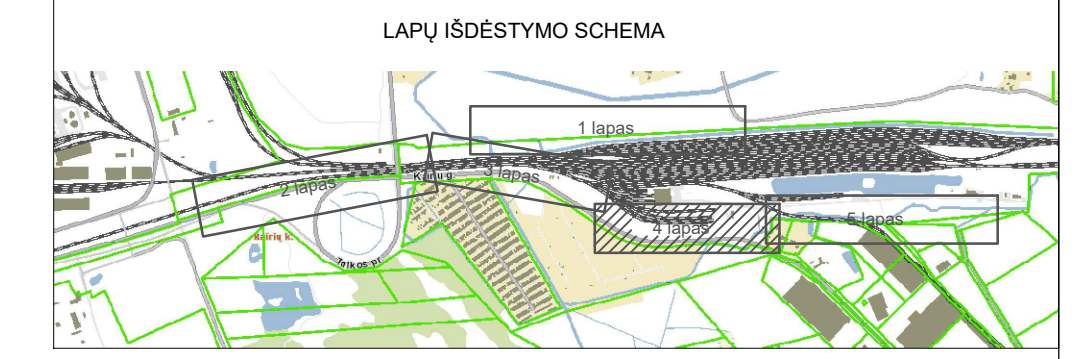 LAPŲ IŠDĖSTYMO SCHEMA
1 lapas
2 lapas
3 lapas
4 lapas
5 lapas
Kairių g.
Kairių k.
Taikos pr.